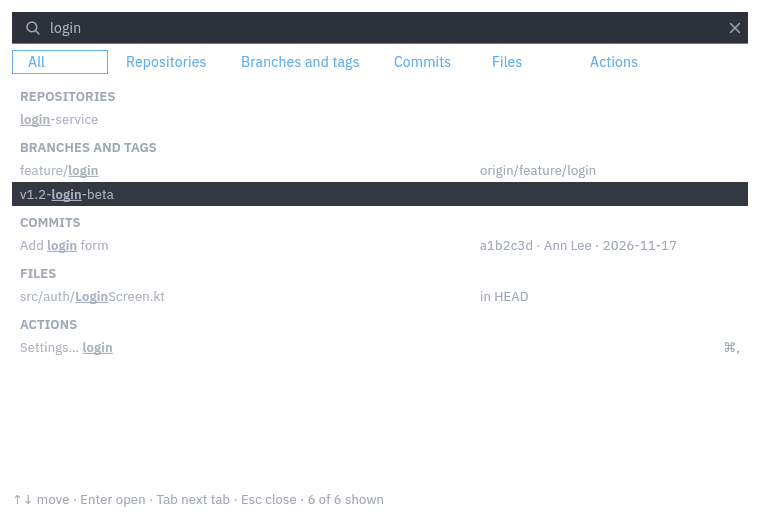 login
All Repositories Branches and tags Commits Files Actions
REPOSITORIES
login-service
BRANCHES AND TAGS
feature/login origin/feature/login
v1.2-login-beta
COMMITS
Add login form a1b2c3d · Ann Lee · 2026-11-17
FILES
src/auth/LoginScreen.kt in HEAD
ACTIONS
Settings... login ⌘,
↑↓ move · Enter open · Tab next tab · Esc close · 6 of 6 shown